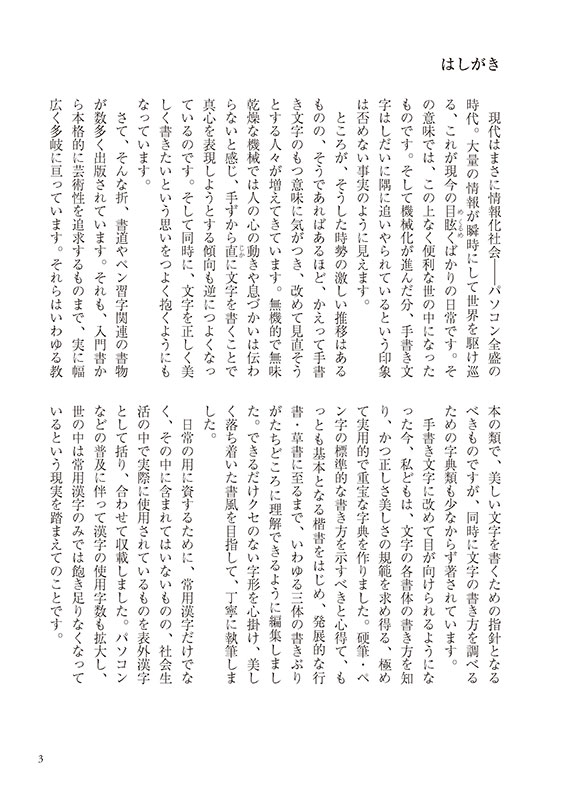 はしがき
　現代はまさに情報化社会――パソコン全盛の
時代。大量の情報が瞬時にして世界を駆け巡
る、これが現今の目眩くばかりの日常です。そ
の意味では、この上なく便利な世の中になった
ものです。そして機械化が進んだ分、手書き文
字はしだいに隅に追いやられているという印象
は否めない事実のように見えます。
　ところが、そうした時勢の激しい推移はある
ものの、そうであればあるほど、かえって手書
き文字のもつ意味に気がつき、改めて見直そう
とする人々が増えてきています。無機的で無味
乾燥な機械では人の心の動きや息づかいは伝わ
らないと感じ、手ずから直に文字を書くことで
真心を表現しようとする傾向も逆につよくなっ
ているのです。そして同時に、文字を正しく美
しく書きたいという思いをつよく抱くようにも
なっています。
　さて、そんな折、書道やペン習字関連の書物
が数多く出版されています。それも、入門書か
ら本格的に芸術性を追求するものまで、実に幅
広く多岐に亘っています。それらはいわゆる教
本の類で、美しい文字を書くための指針となる
べきものですが、同時に文字の書き方を調べる
ための字典類も少なからず著されています。
　手書き文字に改めて目が向けられるようにな
った今、私どもは、文字の各書体の書き方を知
り、かつ正しき美しさの規範を求め得る、極め
て実用的で重宝な字典を作りました。硬筆・ペ
ン字の標準的な書き方を示すべきと心得て、も
っとも基本となる楷書をはじめ、発展的な行
書・草書に至るまで、いわゆる三体の書きぶり
がたちどころに理解できるように編集しまし
た。できるだけクセのない字形を心掛け、美し
く落ち着いた書風を目指して、丁寧に執筆しま
した。
　日常の用に資するために、常用漢字だけでな
く、その中に含まれてはいないものの、社会生
活の中で実際に使用されているものを表外漢字
として括り、合わせて収載しました。パソコン
などの普及に伴って漢字の使用字数も拡大し、
世の中は常用漢字のみでは飽き足りなくなって
いるという現実を踏まえてのことです。
3